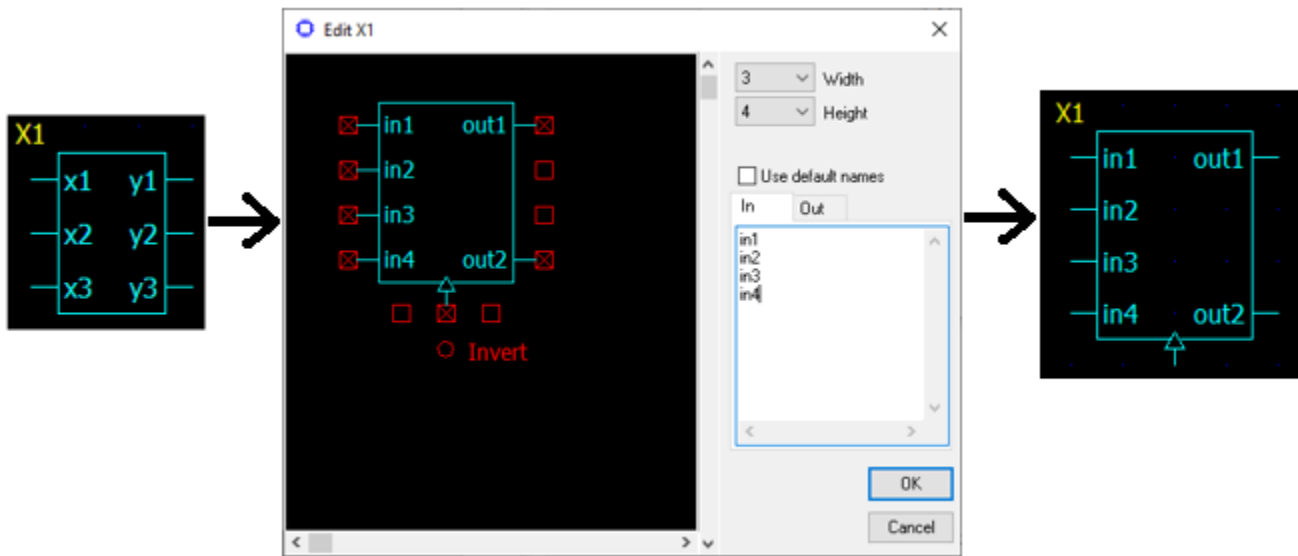 X1
x1 y1
x2 y2
x3 y3
Edit X1
in1 out1
in2
in3
in4 out2
Invert
3 Width
4 Height
Use default names
In Out
in1
in2
in3
in4
OK
Cancel
X1
in1 out1
in2
in3
in4 out2